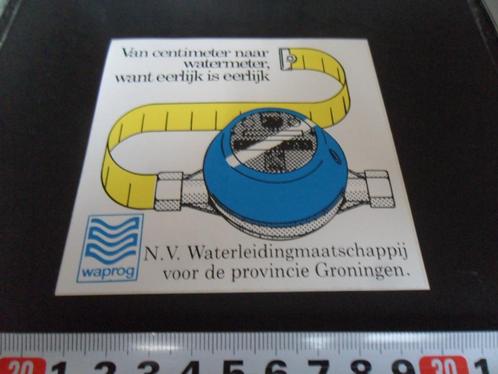 Van centimeter naar
watermeter,
want eerlijk is eerlijk
waprog
N.V. Waterleidingmaatschappij
voor de provincie Groningen.
20 1 2 3 4 5 6 7 8 9 30 1